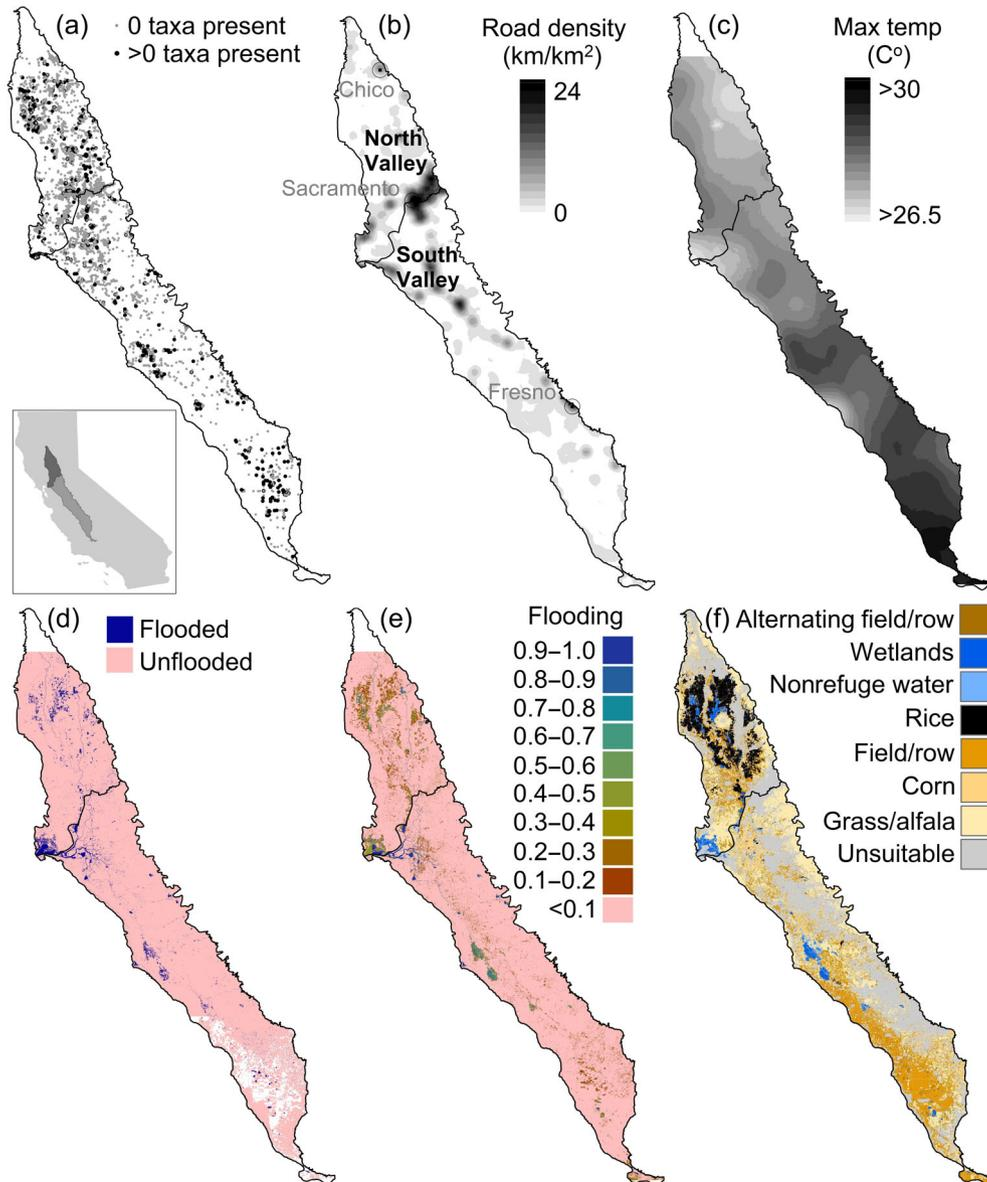 (a)
0 taxa present
>0 taxa present
(b)
Road density
(km/km²)
24
0
Chico
North
Valley
Sacramento
South
Valley
Fresno
(c)
Max temp
(Cᵒ)
>30
>26.5
(d)
Flooded
Unflooded
(e)
Flooding
0.9–1.0
0.8–0.9
0.7–0.8
0.6–0.7
0.5–0.6
0.4–0.5
0.3–0.4
0.2–0.3
0.1–0.2
<0.1
(f)
Alternating field/row
Wetlands
Nonrefuge water
Rice
Field/row
Corn
Grass/alfala
Unsuitable